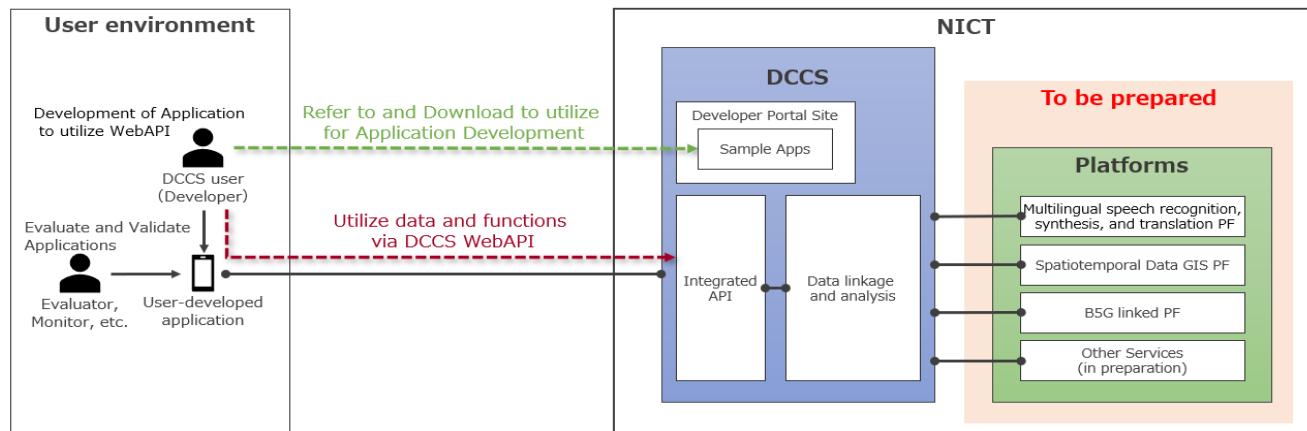 User environment
Development of Application
to utilize WebAPI
DCCS user
(Developer)
Evaluate and Validate
Applications
Evaluator,
Monitor, etc.
User-developed
application
Refer to and Download to utilize
for Application Development
Utilize data and functions
via DCCS WebAPI
NICT
DCCS
Developer Portal Site
Sample Apps
Integrated
API
Data linkage
and analysis
To be prepared
Platforms
Multilingual speech recognition,
synthesis, and translation PF
Spatiotemporal Data GIS PF
B5G linked PF
Other Services
(in preparation)